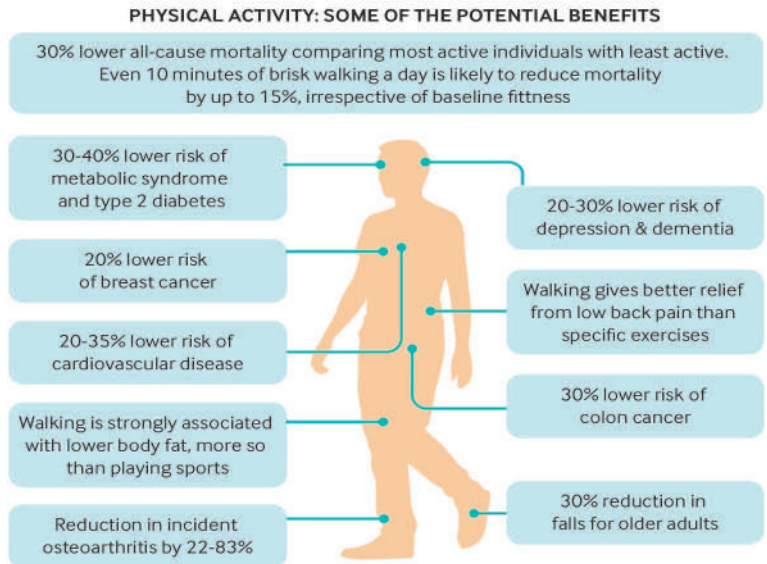 PHYSICAL ACTIVITY: SOME OF THE POTENTIAL BENEFITS
30% lower all-cause mortality comparing most active individuals with least active.
Even 10 minutes of brisk walking a day is likely to reduce mortality
by up to 15%, irrespective of baseline fittness
30-40% lower risk of
metabolic syndrome
and type 2 diabetes
20% lower risk
of breast cancer
20-35% lower risk of
cardiovascular disease
Walking is strongly associated
with lower body fat, more so
than playing sports
Reduction in incident
osteoarthritis by 22-83%
20-30% lower risk of
depression & dementia
Walking gives better relief
from low back pain than
specific exercises
30% lower risk of
colon cancer
30% reduction in
falls for older adults